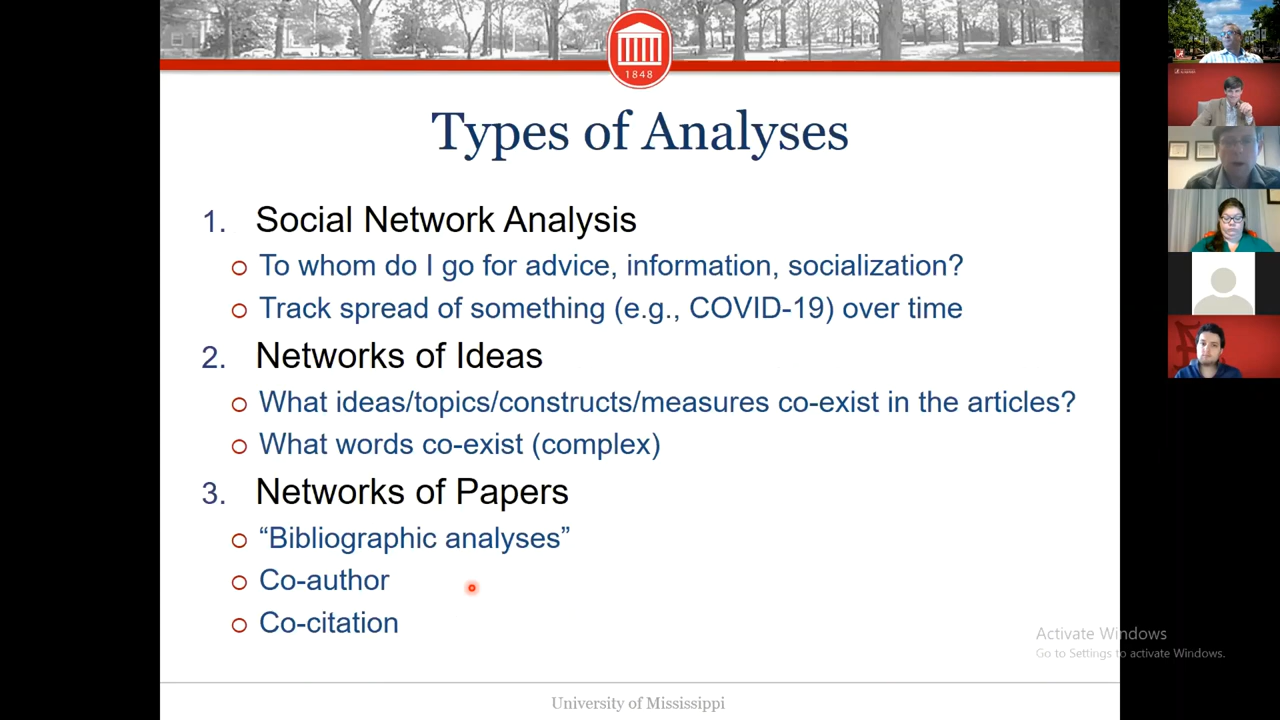 1848
Types of Analyses
1. Social Network Analysis
To whom do I go for advice, information, socialization?
Track spread of something (e.g., COVID-19) over time
2. Networks of Ideas
What ideas/topics/constructs/measures co-exist in the articles?
What words co-exist (complex)
3. Networks of Papers
“Bibliographic analyses”
Co-author
Co-citation
Activate Windows
Go to Settings to activate Windows.
University of Mississippi